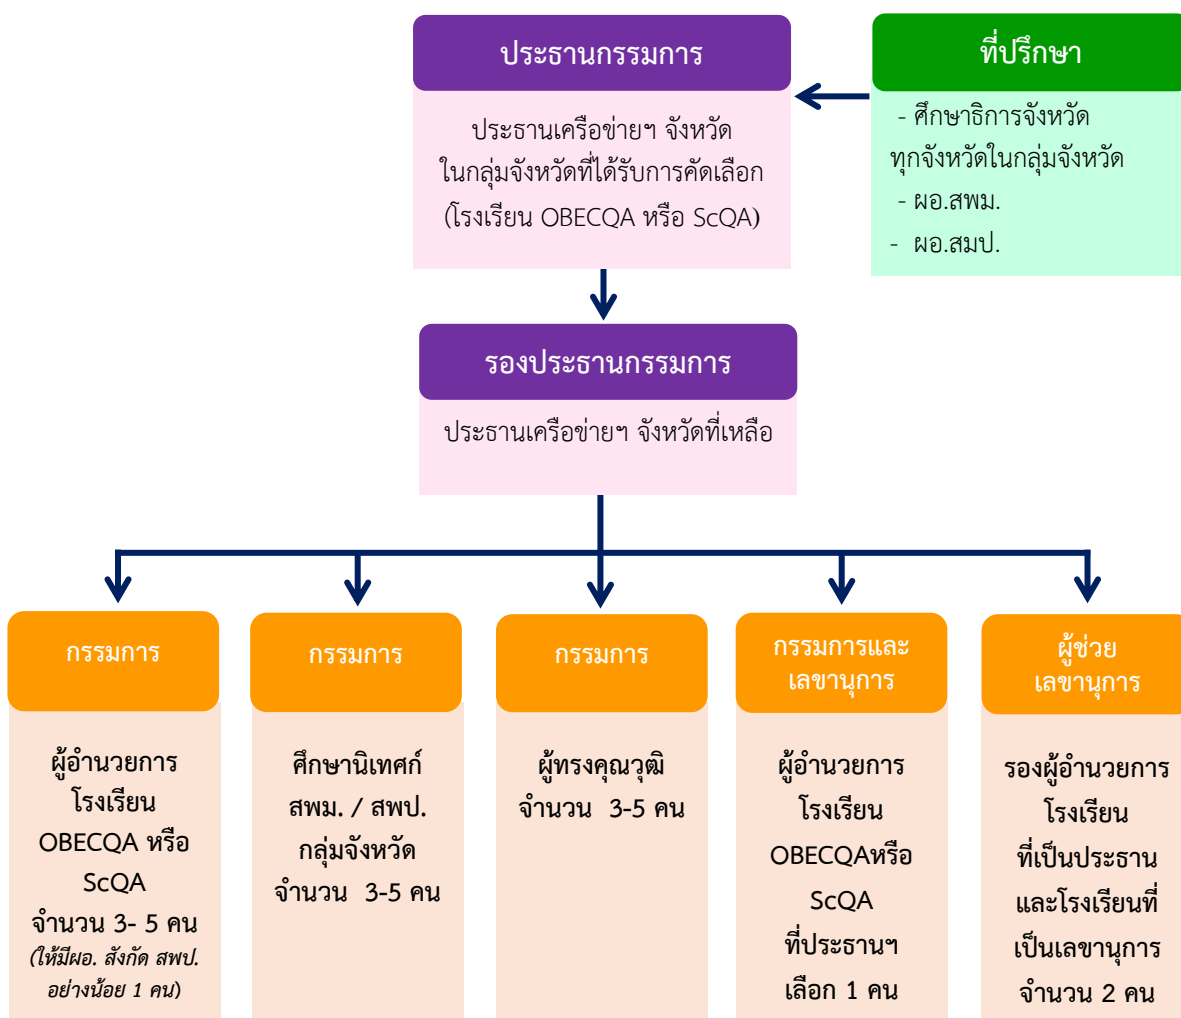 ประธานกรรมการ
ประธานเครือข่ายฯ จังหวัด
ในกลุ่มจังหวัดที่ได้รับการคัดเลือก
(โรงเรียน OBECQA หรือ ScQA)
ที่ปรึกษา
- ศึกษาธิการจังหวัด
ทุกจังหวัดในกลุ่มจังหวัด
- ผอ.สพม.
- ผอ.สมป.
รองประธานกรรมการ
ประธานเครือข่ายฯ จังหวัดที่เหลือ
กรรมการ
ผู้อำนวยการ
โรงเรียน
OBECQA หรือ
ScQA
จำนวน 3- 5 คน
(ให้มีผอ. สังกัด สพป.
อย่างน้อย 1 คน)
กรรมการ
ศึกษานิเทศก์
สพม. / สพป.
กลุ่มจังหวัด
จำนวน 3-5 คน
กรรมการ
ผู้ทรงคุณวุฒิ
จำนวน 3-5 คน
กรรมการและ
เลขานุการ
ผู้อำนวยการ
โรงเรียน
OBECQAหรือ
ScQA
ที่ประธานฯ
เลือก 1 คน
ผู้ช่วย
เลขานุการ
รองผู้อำนวยการ
โรงเรียน
ที่เป็นประธาน
และโรงเรียนที่
เป็นเลขานุการ
จำนวน 2 คน